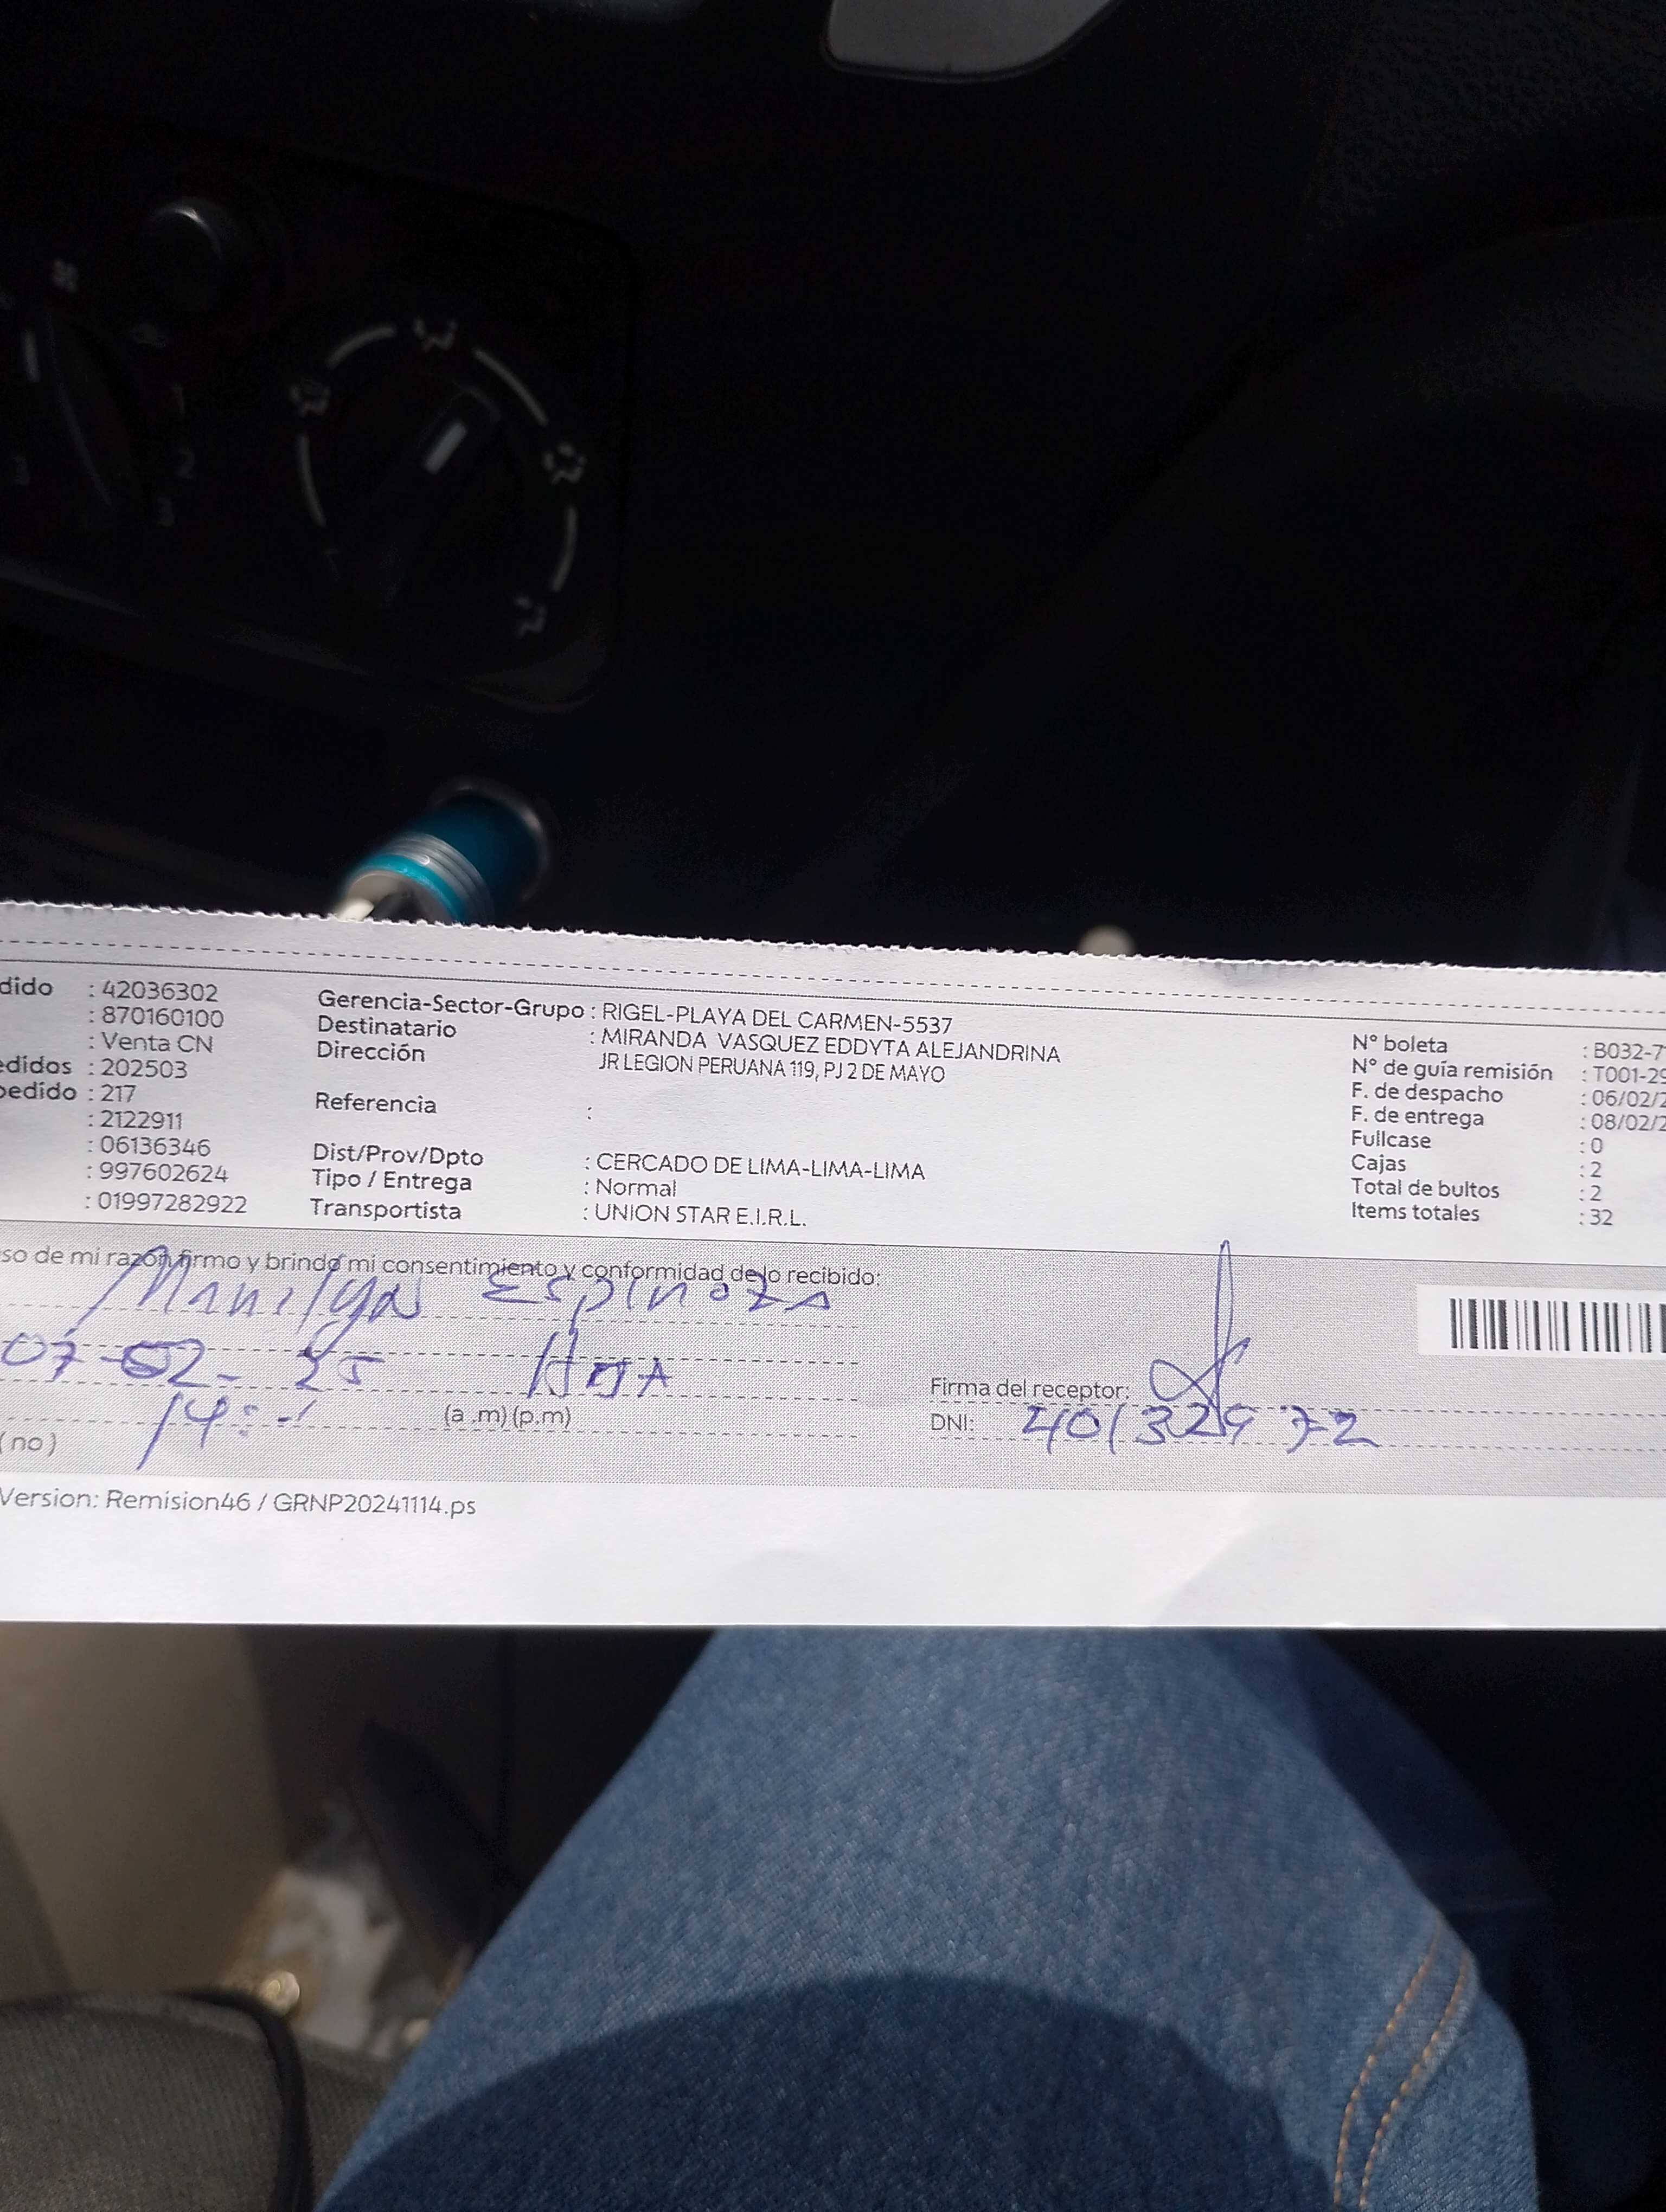 dido : 42036302
: 870160100
: Venta CN
edidos : 202503
pedido : 217
: 2122911
: 06136346
: 997602624
: 01997282922
Gerencia-Sector-Grupo : RIGEL-PLAYA DEL CARMEN-5537
Destinatario : MIRANDA VASQUEZ EDDYTA ALEJANDRINA
Dirección JR LEGION PERUANA 119, PJ 2 DE MAYO
Referencia :
Dist/Prov/Dpto : CERCADO DE LIMA-LIMA-LIMA
Tipo / Entrega : Normal
Transportista : UNION STAR E.I.R.L.
N° boleta : B032-7
N° de guía remisión : T001-29
F. de despacho : 06/02/2
F. de entrega : 08/02/2
Fullcase : 0
Cajas : 2
Total de bultos : 2
Items totales : 32
so de mi razón firmo y brindo mi consentimiento y conformidad de lo recibido:
Espinoza
07-02-25
14: (a .m) (p.m)
(no)
Firma del receptor:
DNI:
Version: Remision46 / GRNP20241114.ps